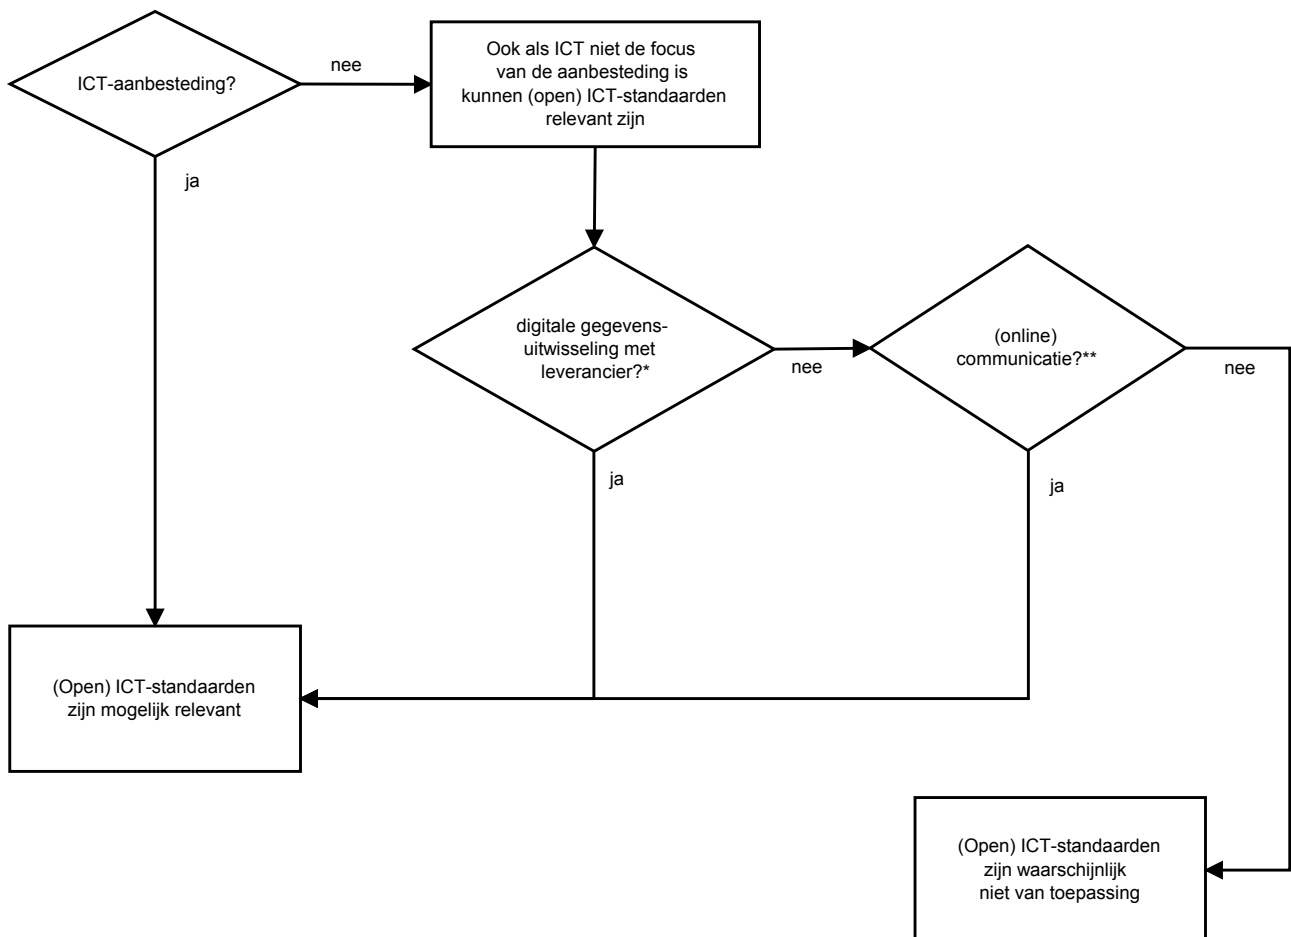 ICT-aanbesteding?
nee
Ook als ICT niet de focus
van de aanbesteding is
kunnen (open) ICT-standaarden
relevant zijn
ja
digitale gegevens-
uitwisseling met
leverancier?*
nee
(online)
communicatie?**
nee
ja
ja
(Open) ICT-standaarden
zijn mogelijk relevant
(Open) ICT-standaarden
zijn waarschijnlijk
niet van toepassing